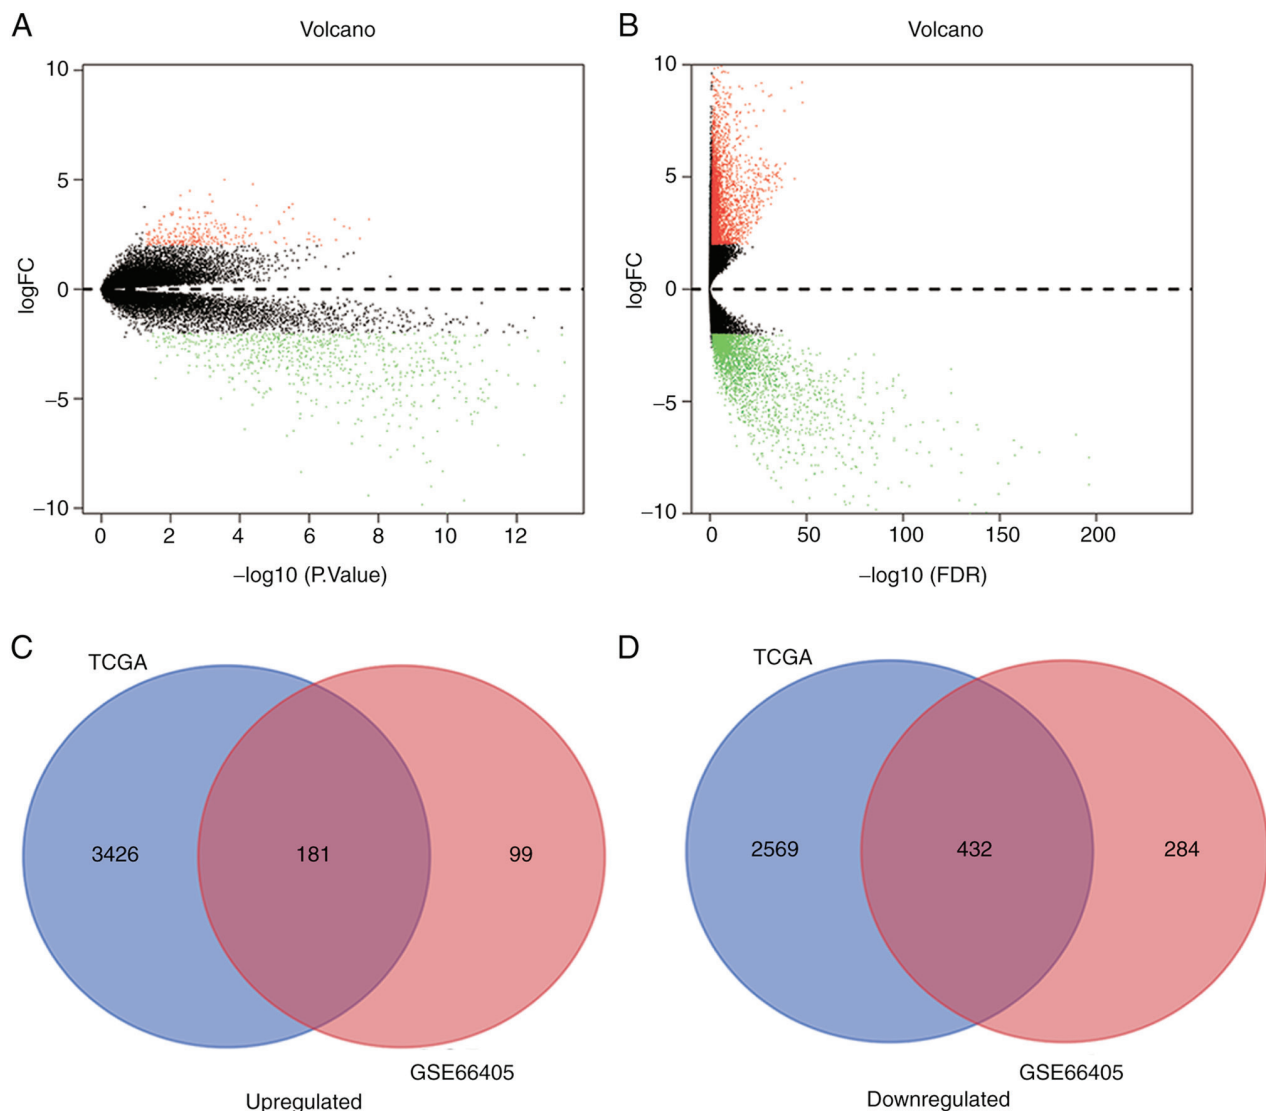 A
Volcano
10
5
0
−5
−10
logFC
0 2 4 6 8 10 12
−log10 (P.Value)
B
Volcano
10
5
0
−5
−10
logFC
0 50 100 150 200
−log10 (FDR)
C
TCGA
3426 181 99
GSE66405
Upregulated
D
TCGA
2569 432 284
GSE66405
Downregulated